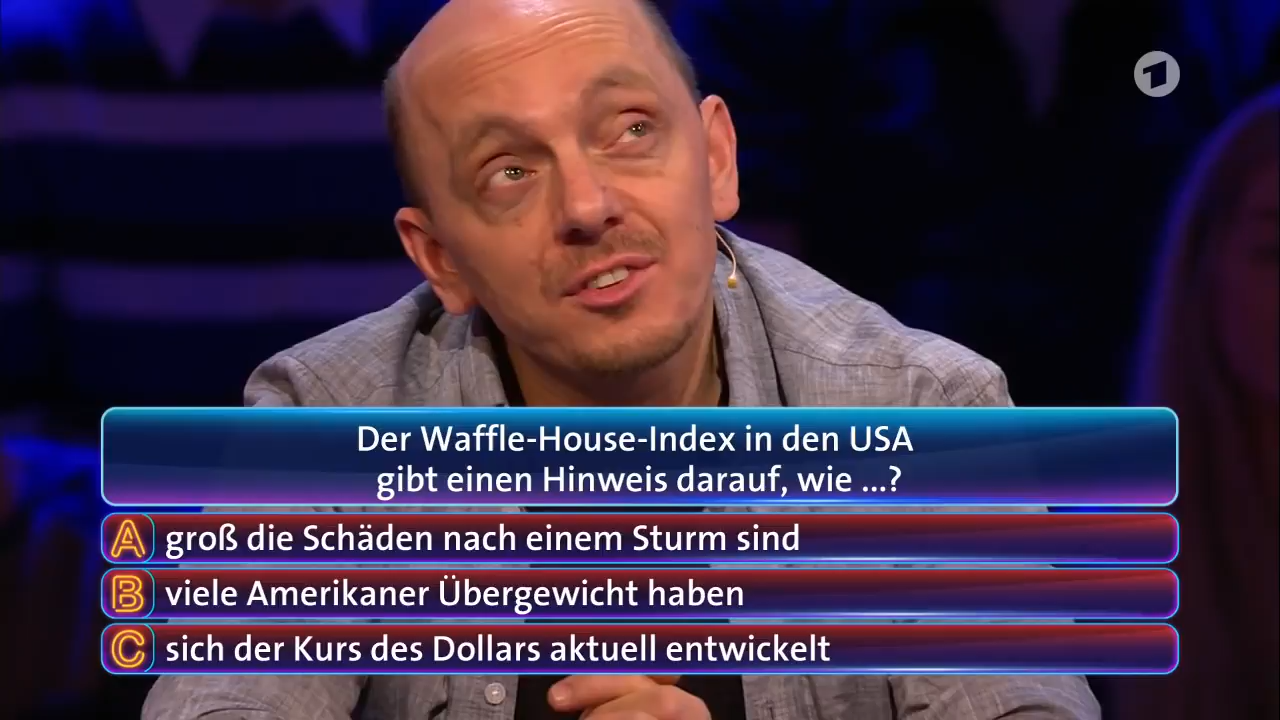 1
Der Waffle-House-Index in den USA
gibt einen Hinweis darauf, wie ...?
A groß die Schäden nach einem Sturm sind
B viele Amerikaner Übergewicht haben
C sich der Kurs des Dollars aktuell entwickelt